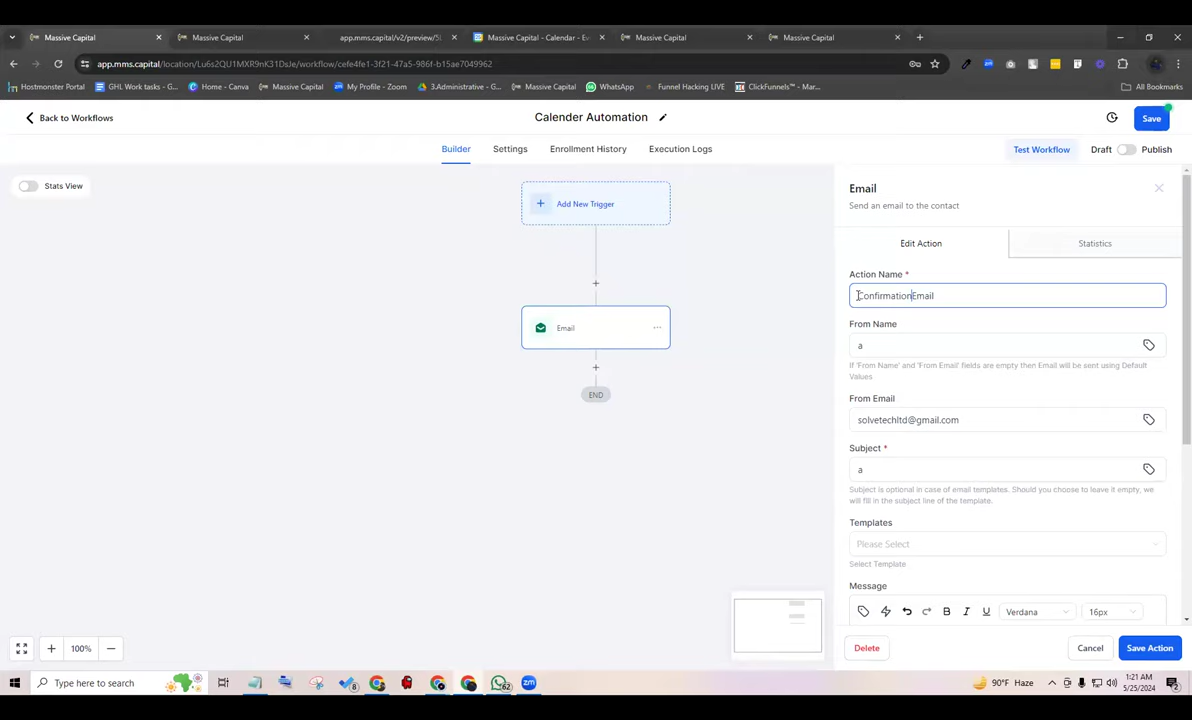 Massive Capital
Massive Capital
app.mms.capital/v2/preview/5
Massive Capital - Calendar - Ev
Massive Capital
Massive Capital
app.mms.capital/location/Lu6s2QU1MXR9nK31DsJe/workflow/cefe4fe1-3f21-47a5-986f-b15ae7049962
Hostmonster Portal
GHL Work tasks - G...
Home - Canva
Massive Capital
My Profile - Zoom
3.Administrative - G...
Massive Capital
WhatsApp
Funnel Hacking LIVE
ClickFunnels™ - Mar...
All Bookmarks
Back to Workflows
Calender Automation
Save
Builder
Settings
Enrollment History
Execution Logs
Test Workflow
Draft
Publish
Stats View
Add New Trigger
Email
END
100%
Email
Send an email to the contact
Edit Action
Statistics
Action Name *
ConfirmationEmail
From Name
a
If 'From Name' and 'From Email' fields are empty then Email will be sent using Default
Values
From Email
solvetechltd@gmail.com
Subject *
a
Subject is optional in case of email templates. Should you choose to leave it empty, we
will fill in the subject line of the template.
Templates
Please Select
Select Template
Message
B
I
U
Verdana
16px
Delete
Cancel
Save Action
Type here to search
8
62
90°F Haze
1:21 AM
5/25/2024
2